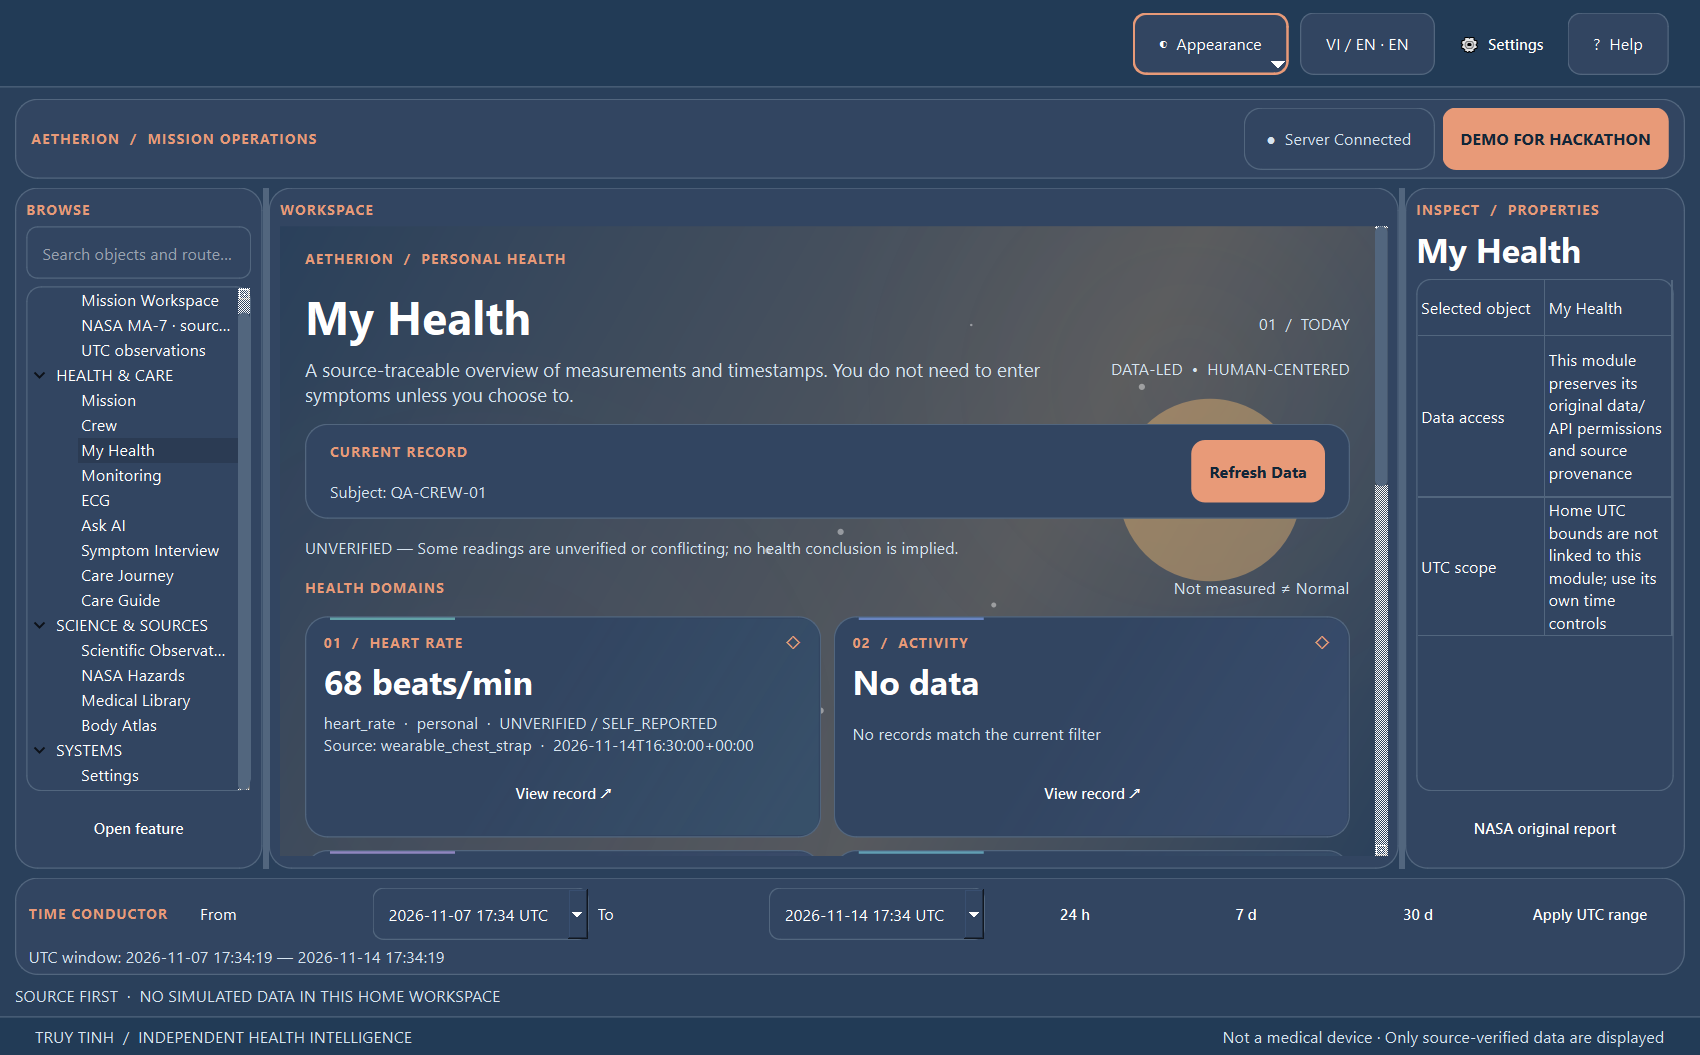 Appearance
VI / EN · EN
Settings
? Help
AETHERION / MISSION OPERATIONS
Server Connected
DEMO FOR HACKATHON
BROWSE
Search objects and route...
Mission Workspace
NASA MA-7 · sourc...
UTC observations
HEALTH & CARE
Mission
Crew
My Health
Monitoring
ECG
Ask AI
Symptom Interview
Care Journey
Care Guide
SCIENCE & SOURCES
Scientific Observat...
NASA Hazards
Medical Library
Body Atlas
SYSTEMS
Settings
Open feature
WORKSPACE
AETHERION / PERSONAL HEALTH
My Health
01 / TODAY
A source-traceable overview of measurements and timestamps. You do not need to enter
symptoms unless you choose to.
DATA-LED • HUMAN-CENTERED
CURRENT RECORD
Subject: QA-CREW-01
Refresh Data
UNVERIFIED — Some readings are unverified or conflicting; no health conclusion is implied.
HEALTH DOMAINS
Not measured ≠ Normal
01 / HEART RATE
68 beats/min
heart_rate · personal · UNVERIFIED / SELF_REPORTED
Source: wearable_chest_strap · 2026-11-14T16:30:00+00:00
View record ↗
02 / ACTIVITY
No data
No records match the current filter
View record ↗
INSPECT / PROPERTIES
My Health
Selected object
My Health
Data access
This module
preserves its
original data/
API permissions
and source
provenance
UTC scope
Home UTC
bounds are not
linked to this
module; use its
own time
controls
NASA original report
TIME CONDUCTOR
From
2026-11-07 17:34 UTC
To
2026-11-14 17:34 UTC
24 h
7 d
30 d
Apply UTC range
UTC window: 2026-11-07 17:34:19 — 2026-11-14 17:34:19
SOURCE FIRST · NO SIMULATED DATA IN THIS HOME WORKSPACE
TRUY TINH / INDEPENDENT HEALTH INTELLIGENCE
Not a medical device · Only source-verified data are displayed